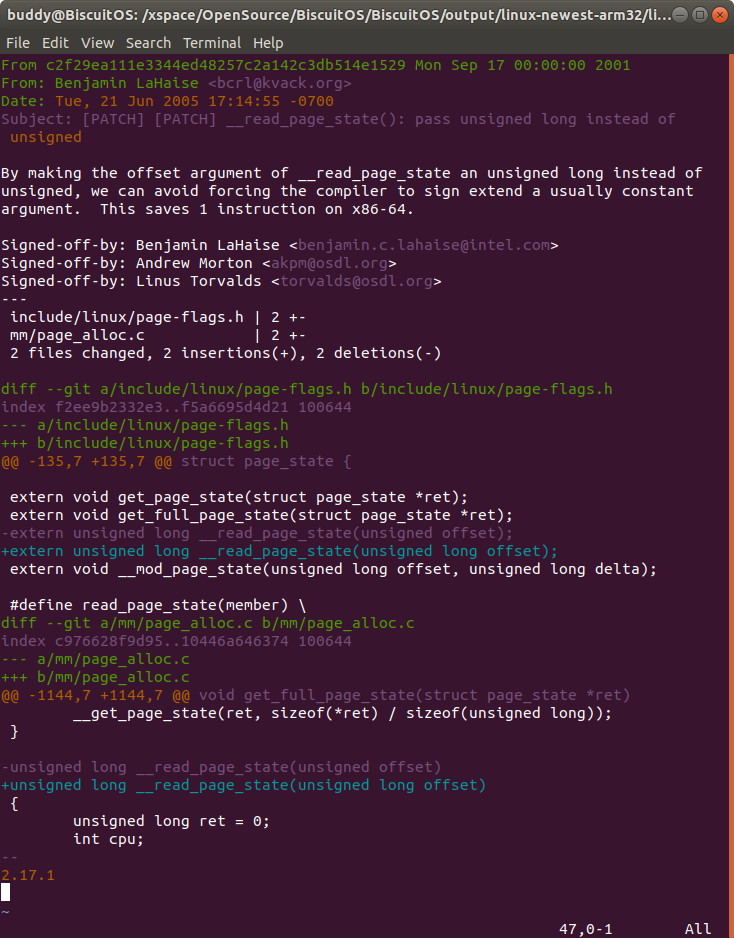 buddy@BiscuitOS: /xspace/OpenSource/BiscuitOS/BiscuitOS/output/linux-newest-arm32/li...
File Edit View Search Terminal Help
From c2f29ea111e3344ed48257c2a142c3db514e1529 Mon Sep 17 00:00:00 2001
From: Benjamin LaHaise <bcrl@kvack.org>
Date: Tue, 21 Jun 2005 17:14:55 -0700
Subject: [PATCH] [PATCH] __read_page_state(): pass unsigned long instead of
 unsigned

By making the offset argument of __read_page_state an unsigned long instead of
unsigned, we can avoid forcing the compiler to sign extend a usually constant
argument.  This saves 1 instruction on x86-64.

Signed-off-by: Benjamin LaHaise <benjamin.c.lahaise@intel.com>
Signed-off-by: Andrew Morton <akpm@osdl.org>
Signed-off-by: Linus Torvalds <torvalds@osdl.org>
---
 include/linux/page-flags.h | 2 +-
 mm/page_alloc.c            | 2 +-
 2 files changed, 2 insertions(+), 2 deletions(-)

diff --git a/include/linux/page-flags.h b/include/linux/page-flags.h
index f2ee9b2332e3..f5a6695d4d21 100644
--- a/include/linux/page-flags.h
+++ b/include/linux/page-flags.h
@@ -135,7 +135,7 @@ struct page_state {

 extern void get_page_state(struct page_state *ret);
 extern void get_full_page_state(struct page_state *ret);
-extern unsigned long __read_page_state(unsigned offset);
+extern unsigned long __read_page_state(unsigned long offset);
 extern void __mod_page_state(unsigned long offset, unsigned long delta);

 #define read_page_state(member) \
diff --git a/mm/page_alloc.c b/mm/page_alloc.c
index c976628f9d95..10446a646374 100644
--- a/mm/page_alloc.c
+++ b/mm/page_alloc.c
@@ -1144,7 +1144,7 @@ void get_full_page_state(struct page_state *ret)
        __get_page_state(ret, sizeof(*ret) / sizeof(unsigned long));
 }

-unsigned long __read_page_state(unsigned offset)
+unsigned long __read_page_state(unsigned long offset)
 {
        unsigned long ret = 0;
        int cpu;
--
2.17.1

~
47,0-1 All